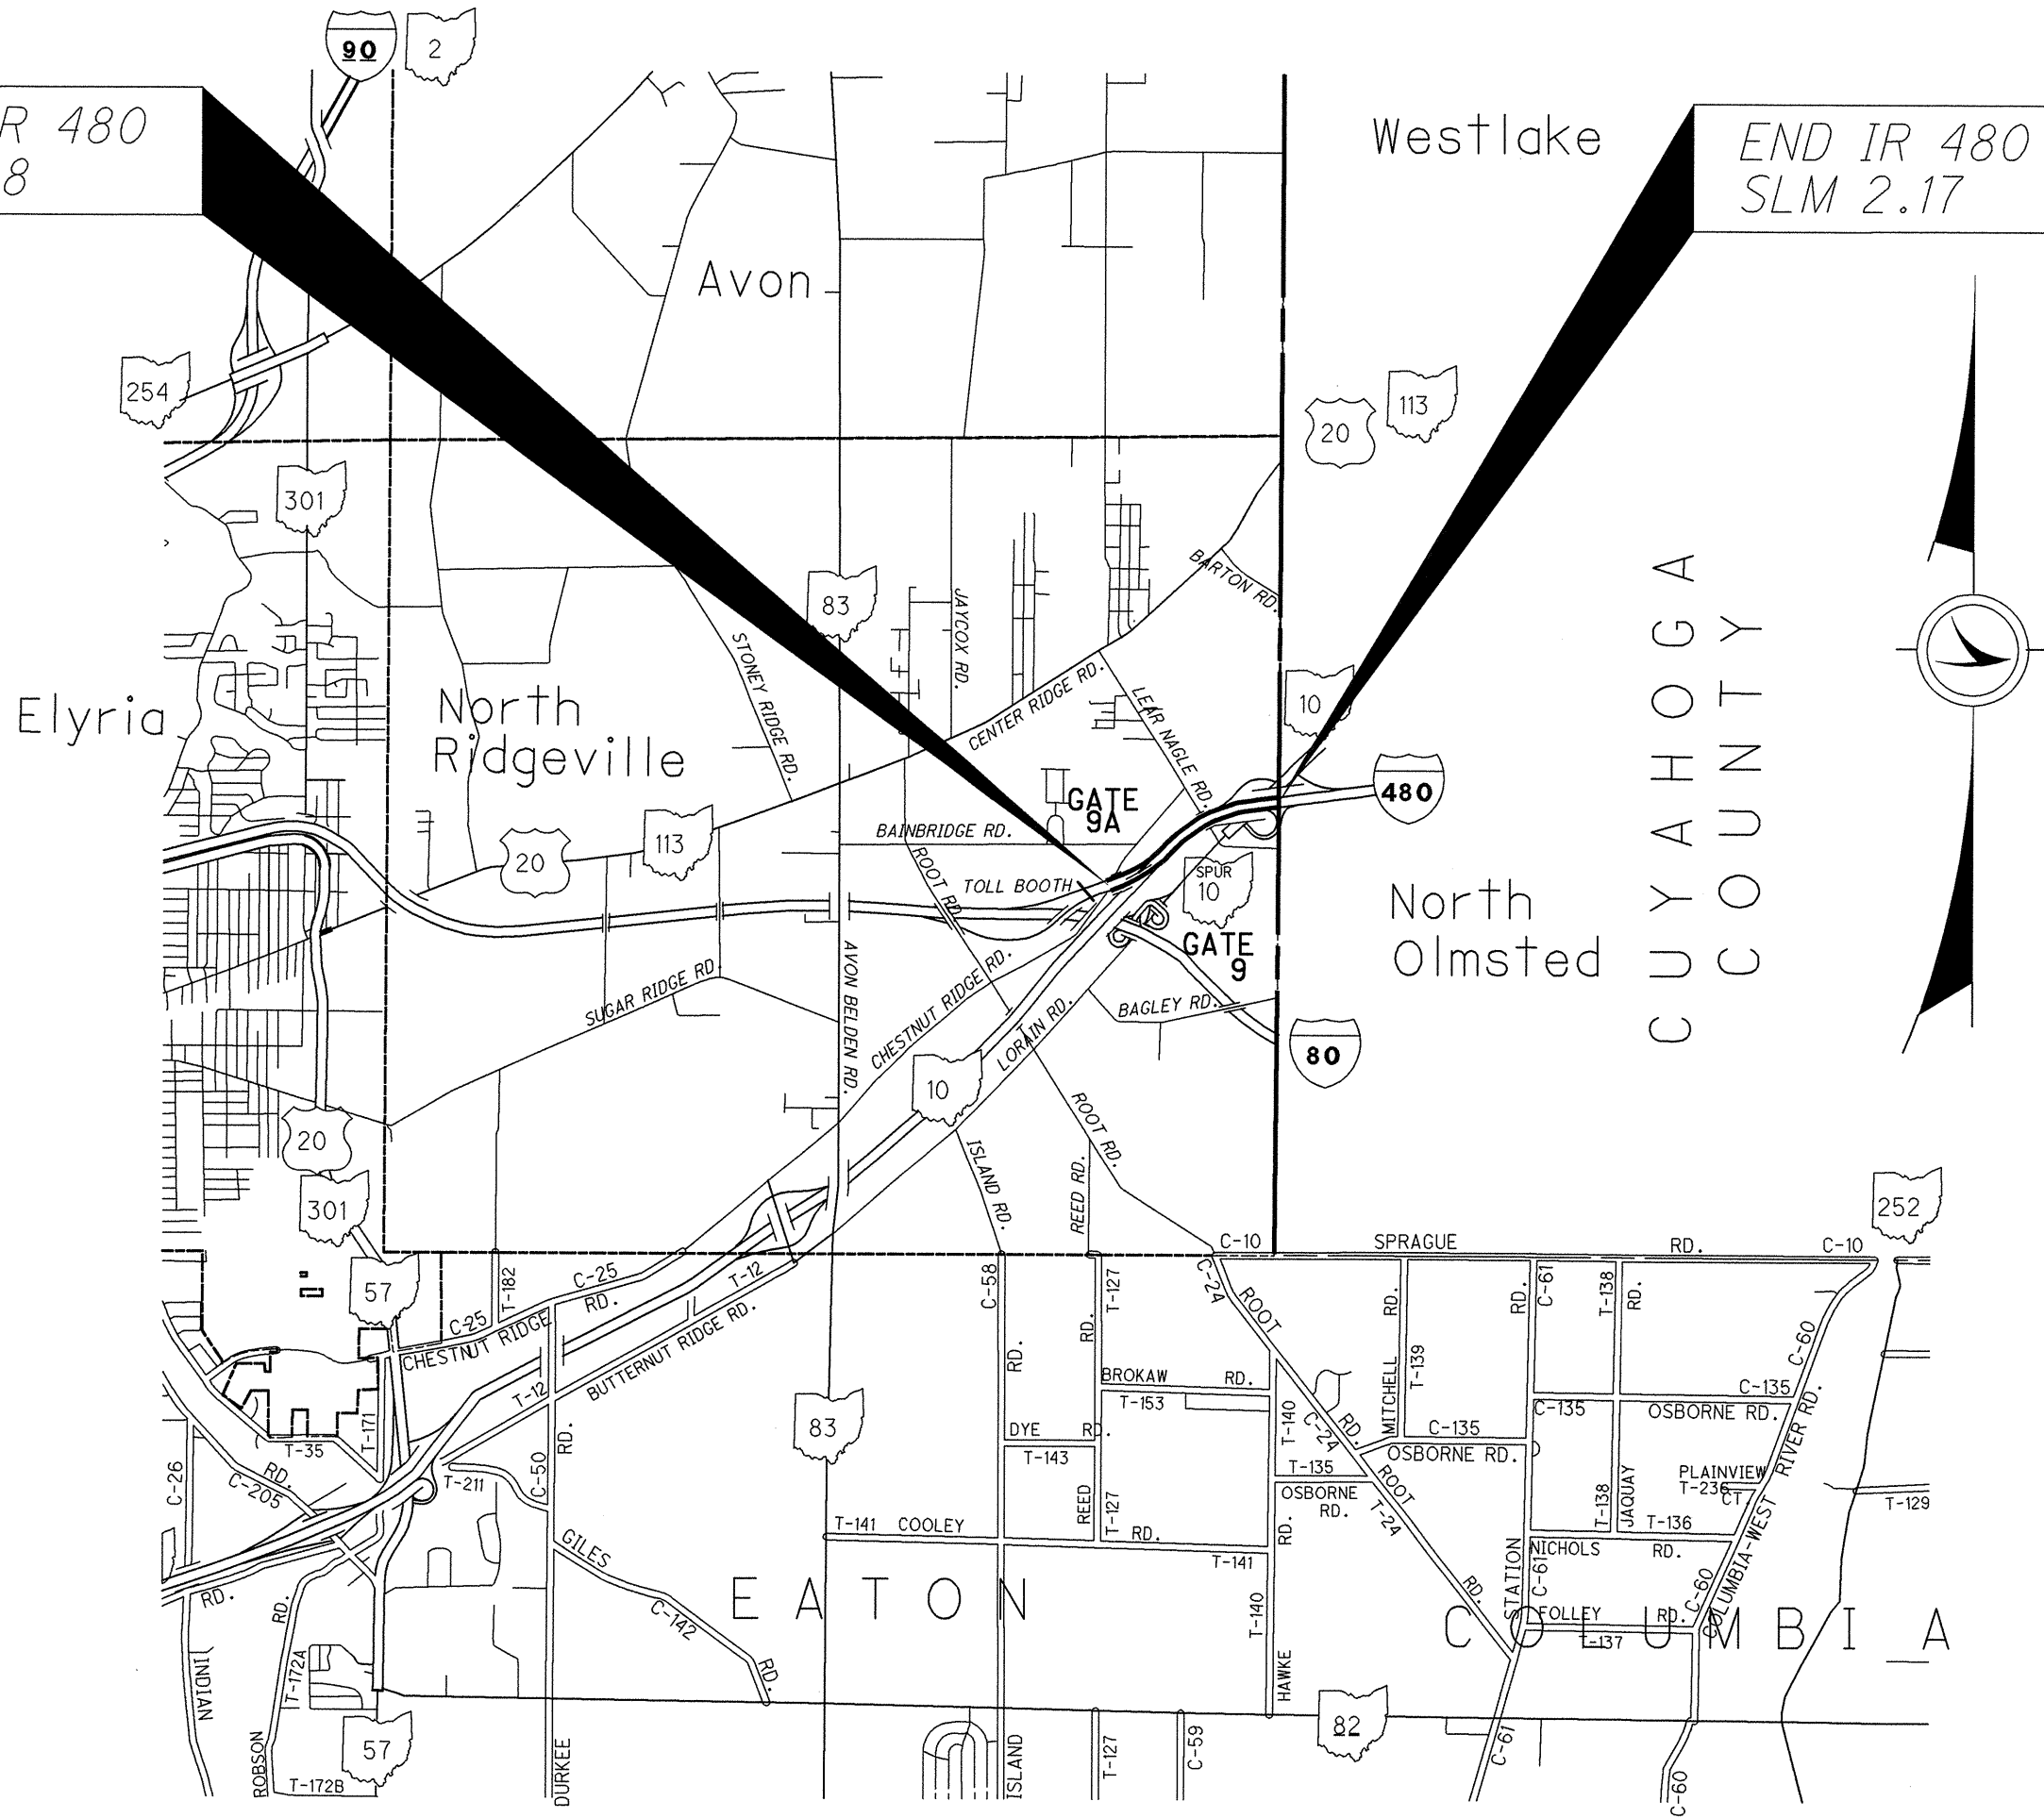 90
2
R 480
8
END IR 480
SLM 2.17
Westlake
Avon
254
113
20
301
BARTON RD.
83
JAYCOX RD.
STONEY RIDGE RD.
CENTER RIDGE RD.
LEAR NAGLE RD.
10
CUYAHOGA
COUNTY
Elyria
North
Ridgeville
480
GATE
9A
BAINBRIDGE RD.
113
20
ROOT RD.
TOLL BOOTH
SPUR
10
North
Olmsted
GATE
9
AVON BELDEN RD.
SUGAR RIDGE RD.
CHESTNUT RIDGE RD.
LORAIN RD.
BAGLEY RD.
80
10
20
ROOT RD.
ISLAND RD.
REED RD.
301
252
C-10
SPRAGUE
RD.
C-10
57
T-182
C-25
RD.
T-12
C-25
CHESTNUT RIDGE
BUTTERNUT RIDGE RD.
T-12
C-58
RD.
T-127
RD.
C-24
ROOT
RD.
C-24
RD.
MITCHELL
T-139
RD.
C-61
T-138
RD.
C-60
BROKAW
RD.
T-153
C-135
C-135
OSBORNE RD.
83
DYE
RD.
T-143
T-140
C-135
OSBORNE RD.
T-171
T-35
C-26
RD.
C-205
T-211
C-50
RD.
T-135
OSBORNE
RD.
ROOT
T-24
RD.
PLAINVIEW
T-236
CT.
T-129
RIVER RD.
COLUMBIA-WEST
T-138
JAQUAY
T-136
NICHOLS
RD.
REED
T-127
T-141
COOLEY
RD.
T-141
RD.
GILES
C-142
RD.
EATON
T-140
HAWKE
STATION
C-61
C-60
FOLLEY
RD.
T-137
COLUMBIA
RD.
RD.
INDIAN
T-172A
ROBSON
T-172B
57
DURKEE
ISLAND
T-127
C-59
82
C-61
C-60